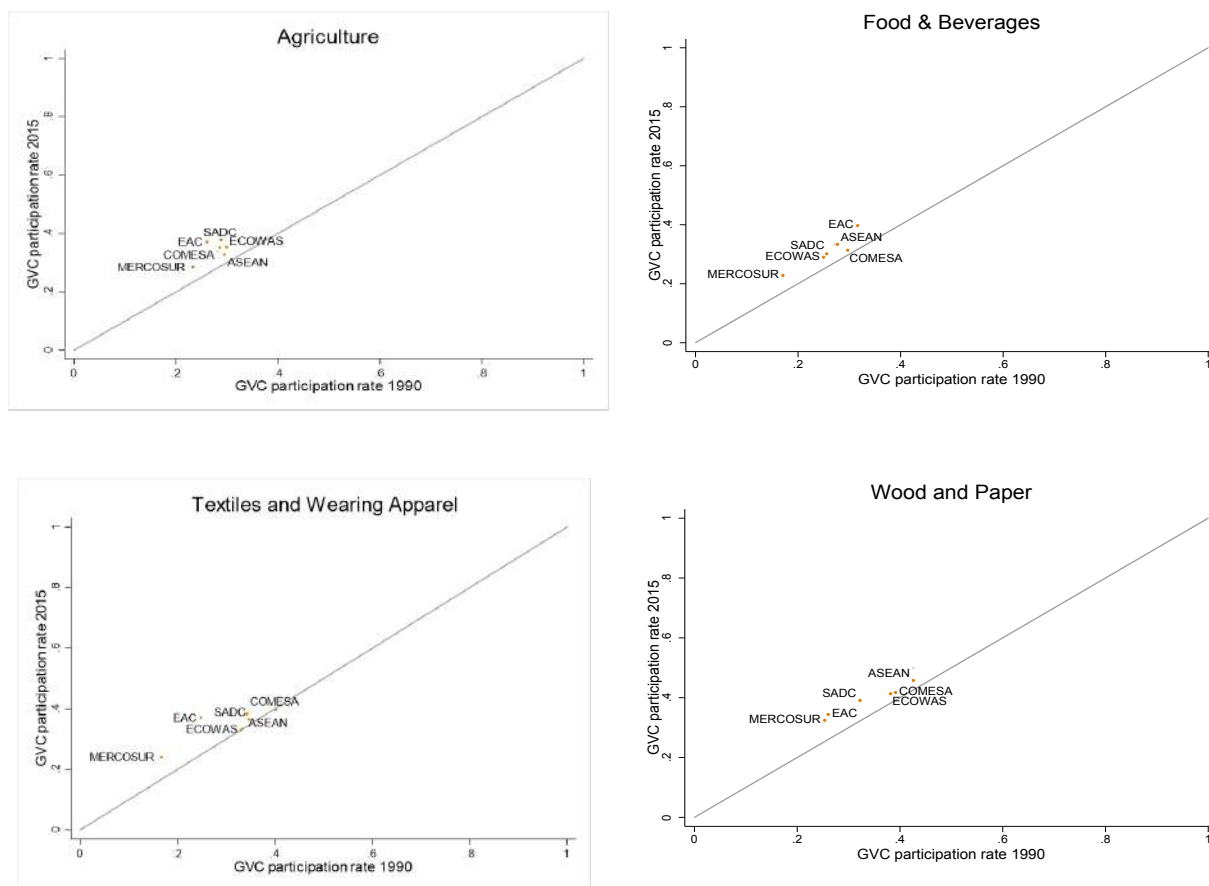 Agriculture
GVC participation rate 2015
1
.8
.6
.4
.2
0
SADC
EAC
ECOWAS
COMESA
ASEAN
MERCOSUR
0
.2
.4
.6
.8
1
GVC participation rate 1990
Food & Beverages
GVC participation rate 2015
1
.8
.6
.4
.2
0
EAC
ASEAN
SADC
ECOWAS
COMESA
MERCOSUR
0
.2
.4
.6
.8
1
GVC participation rate 1990
Textiles and Wearing Apparel
GVC participation rate 2015
1
.8
.6
.4
.2
0
COMESA
SADC
EAC
ASEAN
ECOWAS
MERCOSUR
0
.2
.4
.6
.8
1
GVC participation rate 1990
Wood and Paper
GVC participation rate 2015
1
.8
.6
.4
.2
0
ASEAN
SADC
COMESA
ECOWAS
EAC
MERCOSUR
0
.2
.4
.6
.8
1
GVC participation rate 1990